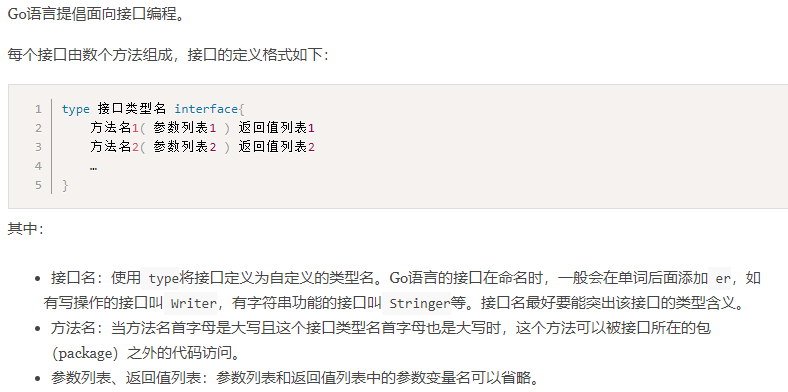 Go语言提倡面向接口编程。
每个接口由数个方法组成，接口的定义格式如下：
1 type 接口类型名 interface{
2 方法名1( 参数列表1 ) 返回值列表1
3 方法名2( 参数列表2 ) 返回值列表2
4 …
5 }
其中：
• 接口名：使用 type将接口定义为自定义的类型名。Go语言的接口在命名时，一般会在单词后面添加 er，如
有写操作的接口叫 Writer，有字符串功能的接口叫 Stringer等。接口名最好要能突出该接口的类型含义。
• 方法名：当方法名首字母是大写且这个接口类型名首字母也是大写时，这个方法可以被接口所在的包
（package）之外的代码访问。
• 参数列表、返回值列表：参数列表和返回值列表中的参数变量名可以省略。